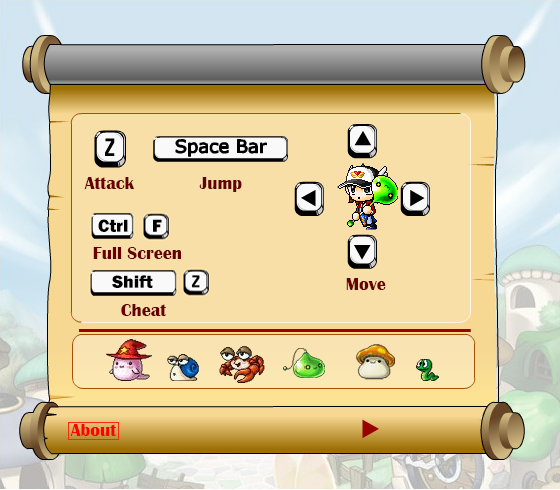 Z Space Bar
Attack Jump
Ctrl F
Full Screen
Shift Z
Cheat
Move
About